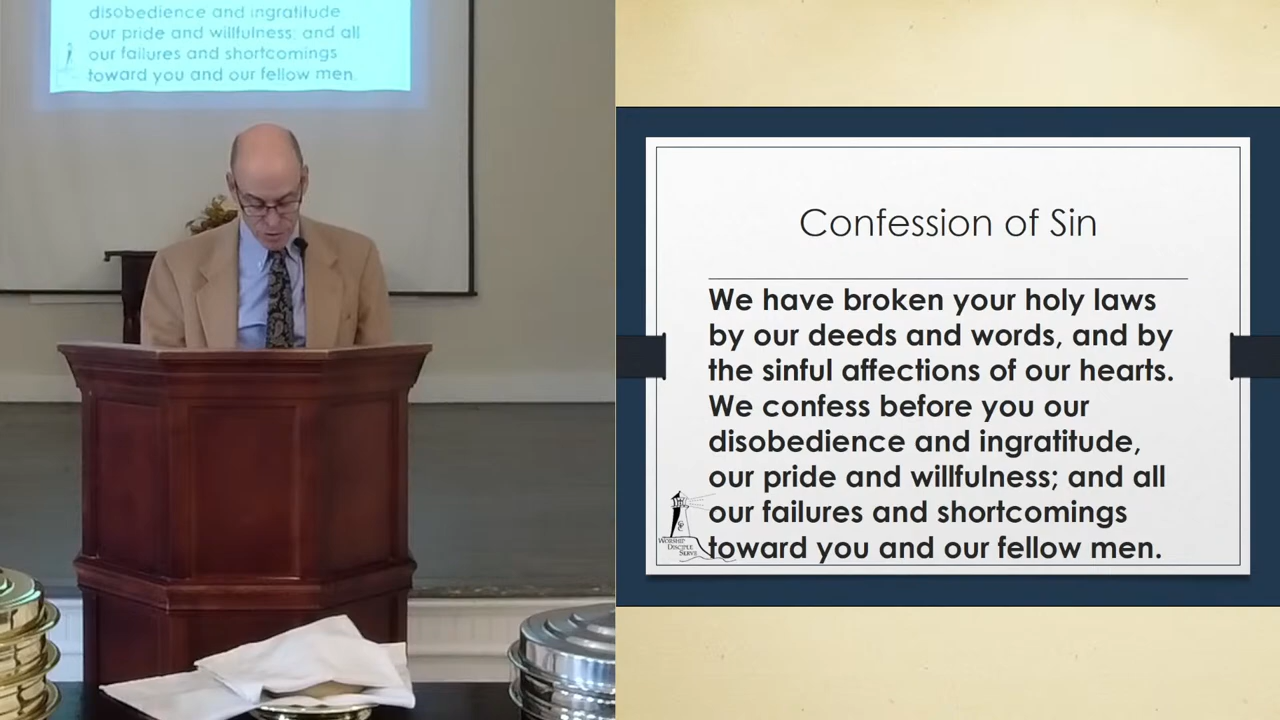 disobedience and ingratitude,
our pride and willfulness; and all
our failures and shortcomings
toward you and our fellow men.
Confession of Sin
We have broken your holy laws
by our deeds and words, and by
the sinful affections of our hearts.
We confess before you our
disobedience and ingratitude,
our pride and willfulness; and all
our failures and shortcomings
toward you and our fellow men.
Worship
Disciple
Serve